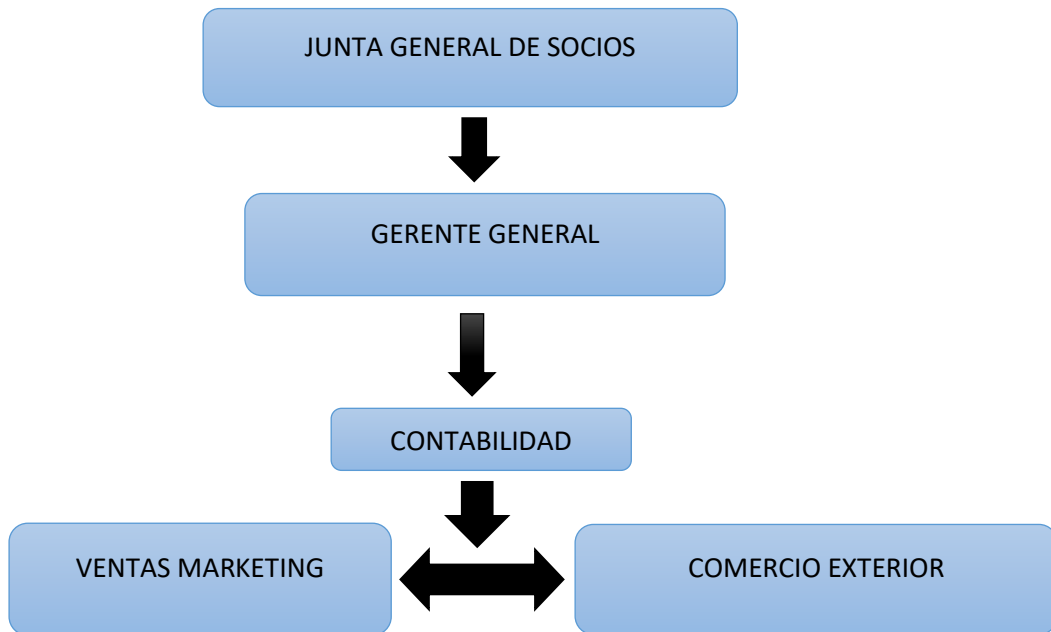 JUNTA GENERAL DE SOCIOS
GERENTE GENERAL
CONTABILIDAD
VENTAS MARKETING
COMERCIO EXTERIOR